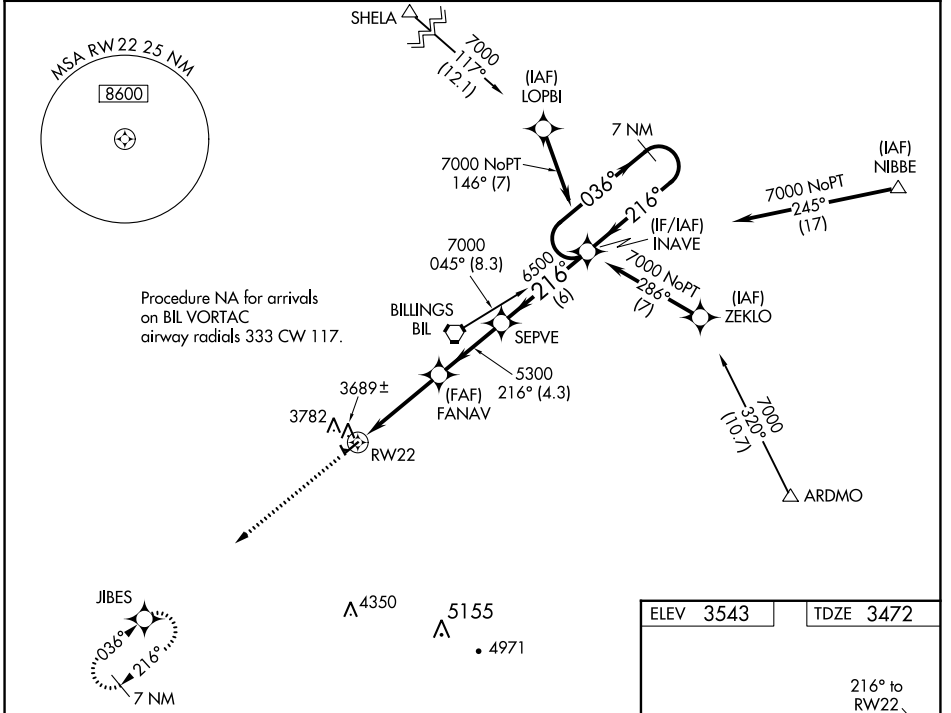 SHELA
7000
117°
(12.1)
MSA RW22 25 NM
8600
(IAF)
LOPBI
7 NM
7000 NoPT
146° (7)
036°
216°
(IAF)
NIBBE
7000 NoPT
245°
(17)
(IF/IAF)
INAVE
7000
045° (8.3)
6500
216°
(6)
7000 NoPT
286°
(7)
(IAF)
ZEKLO
Procedure NA for arrivals
on BIL VORTAC
airway radials 333 CW 117.
BILLINGS
BIL
SEPVE
5300
216° (4.3)
(FAF)
FANAV
3689±
3782
RW22
7000
320°
(10.7)
ARDMO
JIBES
036°
216°
7 NM
4350
5155
4971
ELEV 3543
TDZE 3472
216° to
RW22